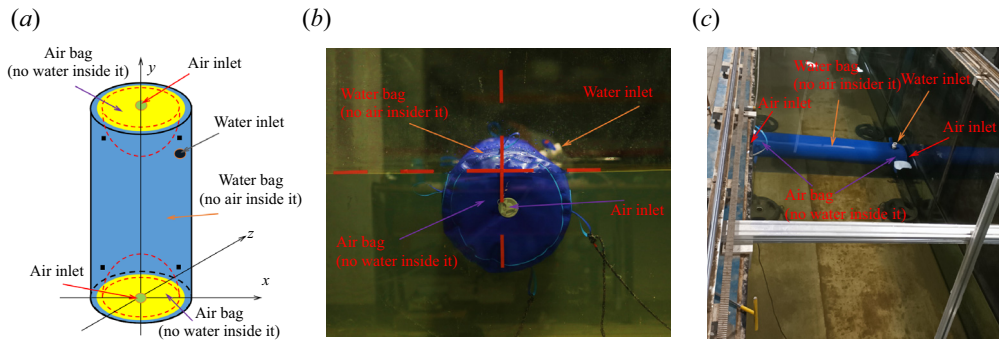 (a)
Air bag
(no water inside it)
y
Air inlet
Water inlet
Water bag
(no air inside it)
z
Air inlet
x
Air bag
(no water inside it)
(b)
Water bag
(no air insider it)
Water inlet
Air inlet
Air bag
(no water inside it)
(c)
Water bag
(no air insider it)
Water inlet
Air inlet
Air inlet
Air bag
(no water inside it)